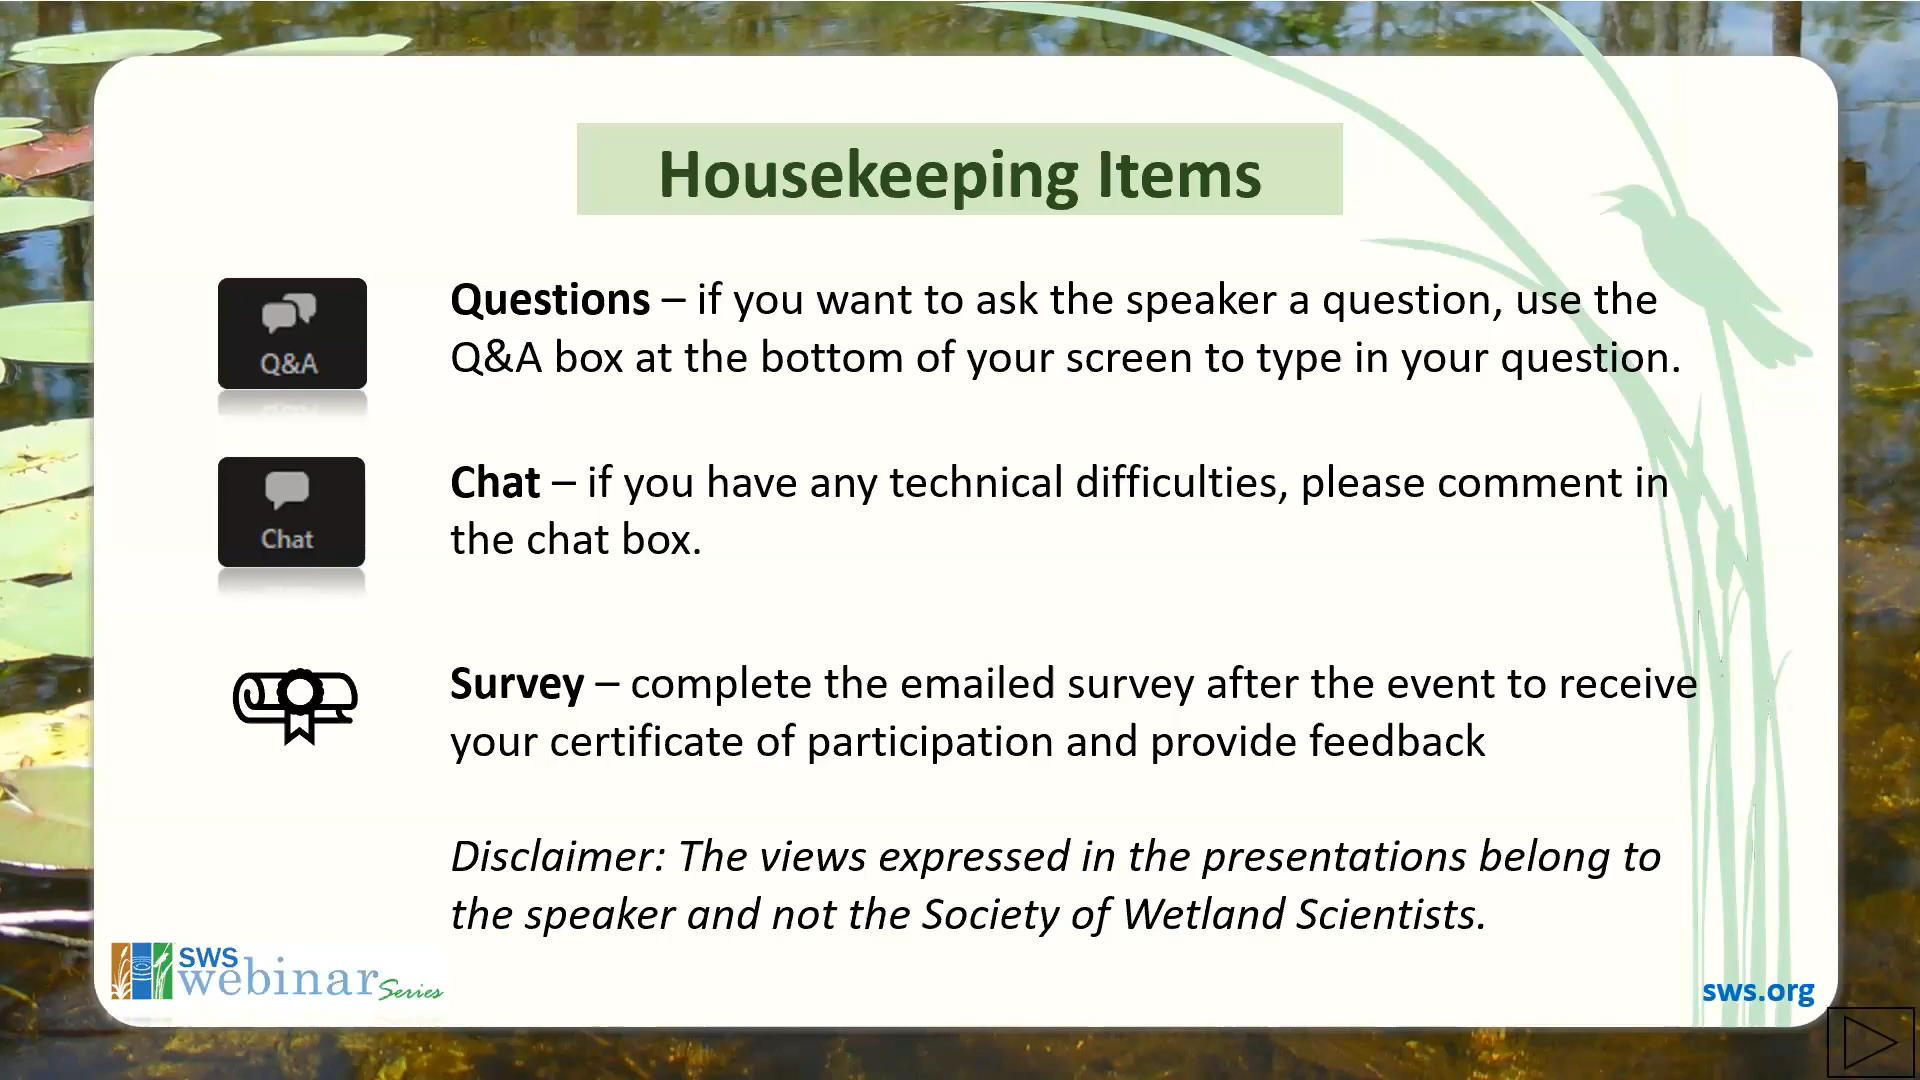 Housekeeping Items
Q&A
Questions – if you want to ask the speaker a question, use the
Q&A box at the bottom of your screen to type in your question.
Chat
Chat – if you have any technical difficulties, please comment in
the chat box.
Survey – complete the emailed survey after the event to receive
your certificate of participation and provide feedback
Disclaimer: The views expressed in the presentations belong to
the speaker and not the Society of Wetland Scientists.
SWS
webinar Series
sws.org